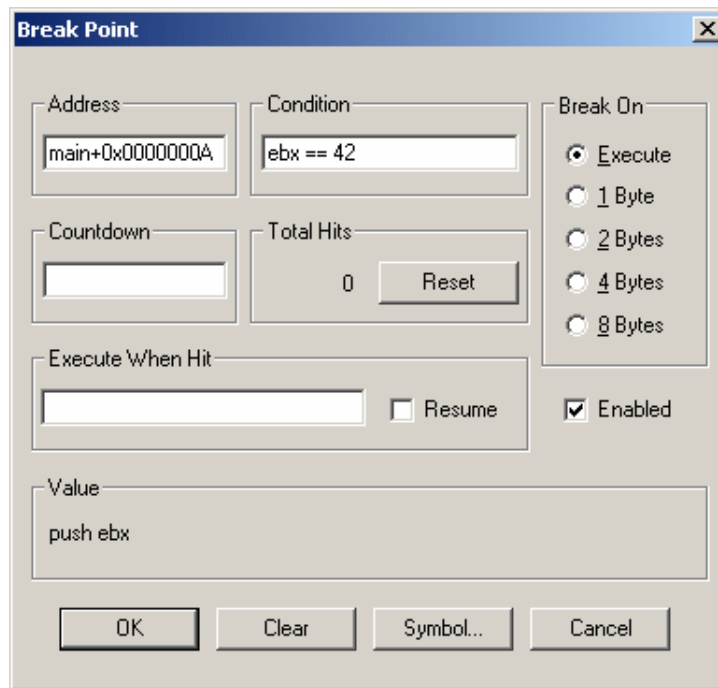 Break Point
Address
main+0x0000000A
Condition
ebx == 42
Break On
Execute
1 Byte
2 Bytes
4 Bytes
8 Bytes
Countdown
Total Hits
0
Reset
Execute When Hit
Resume
Enabled
Value
push ebx
OK
Clear
Symbol...
Cancel